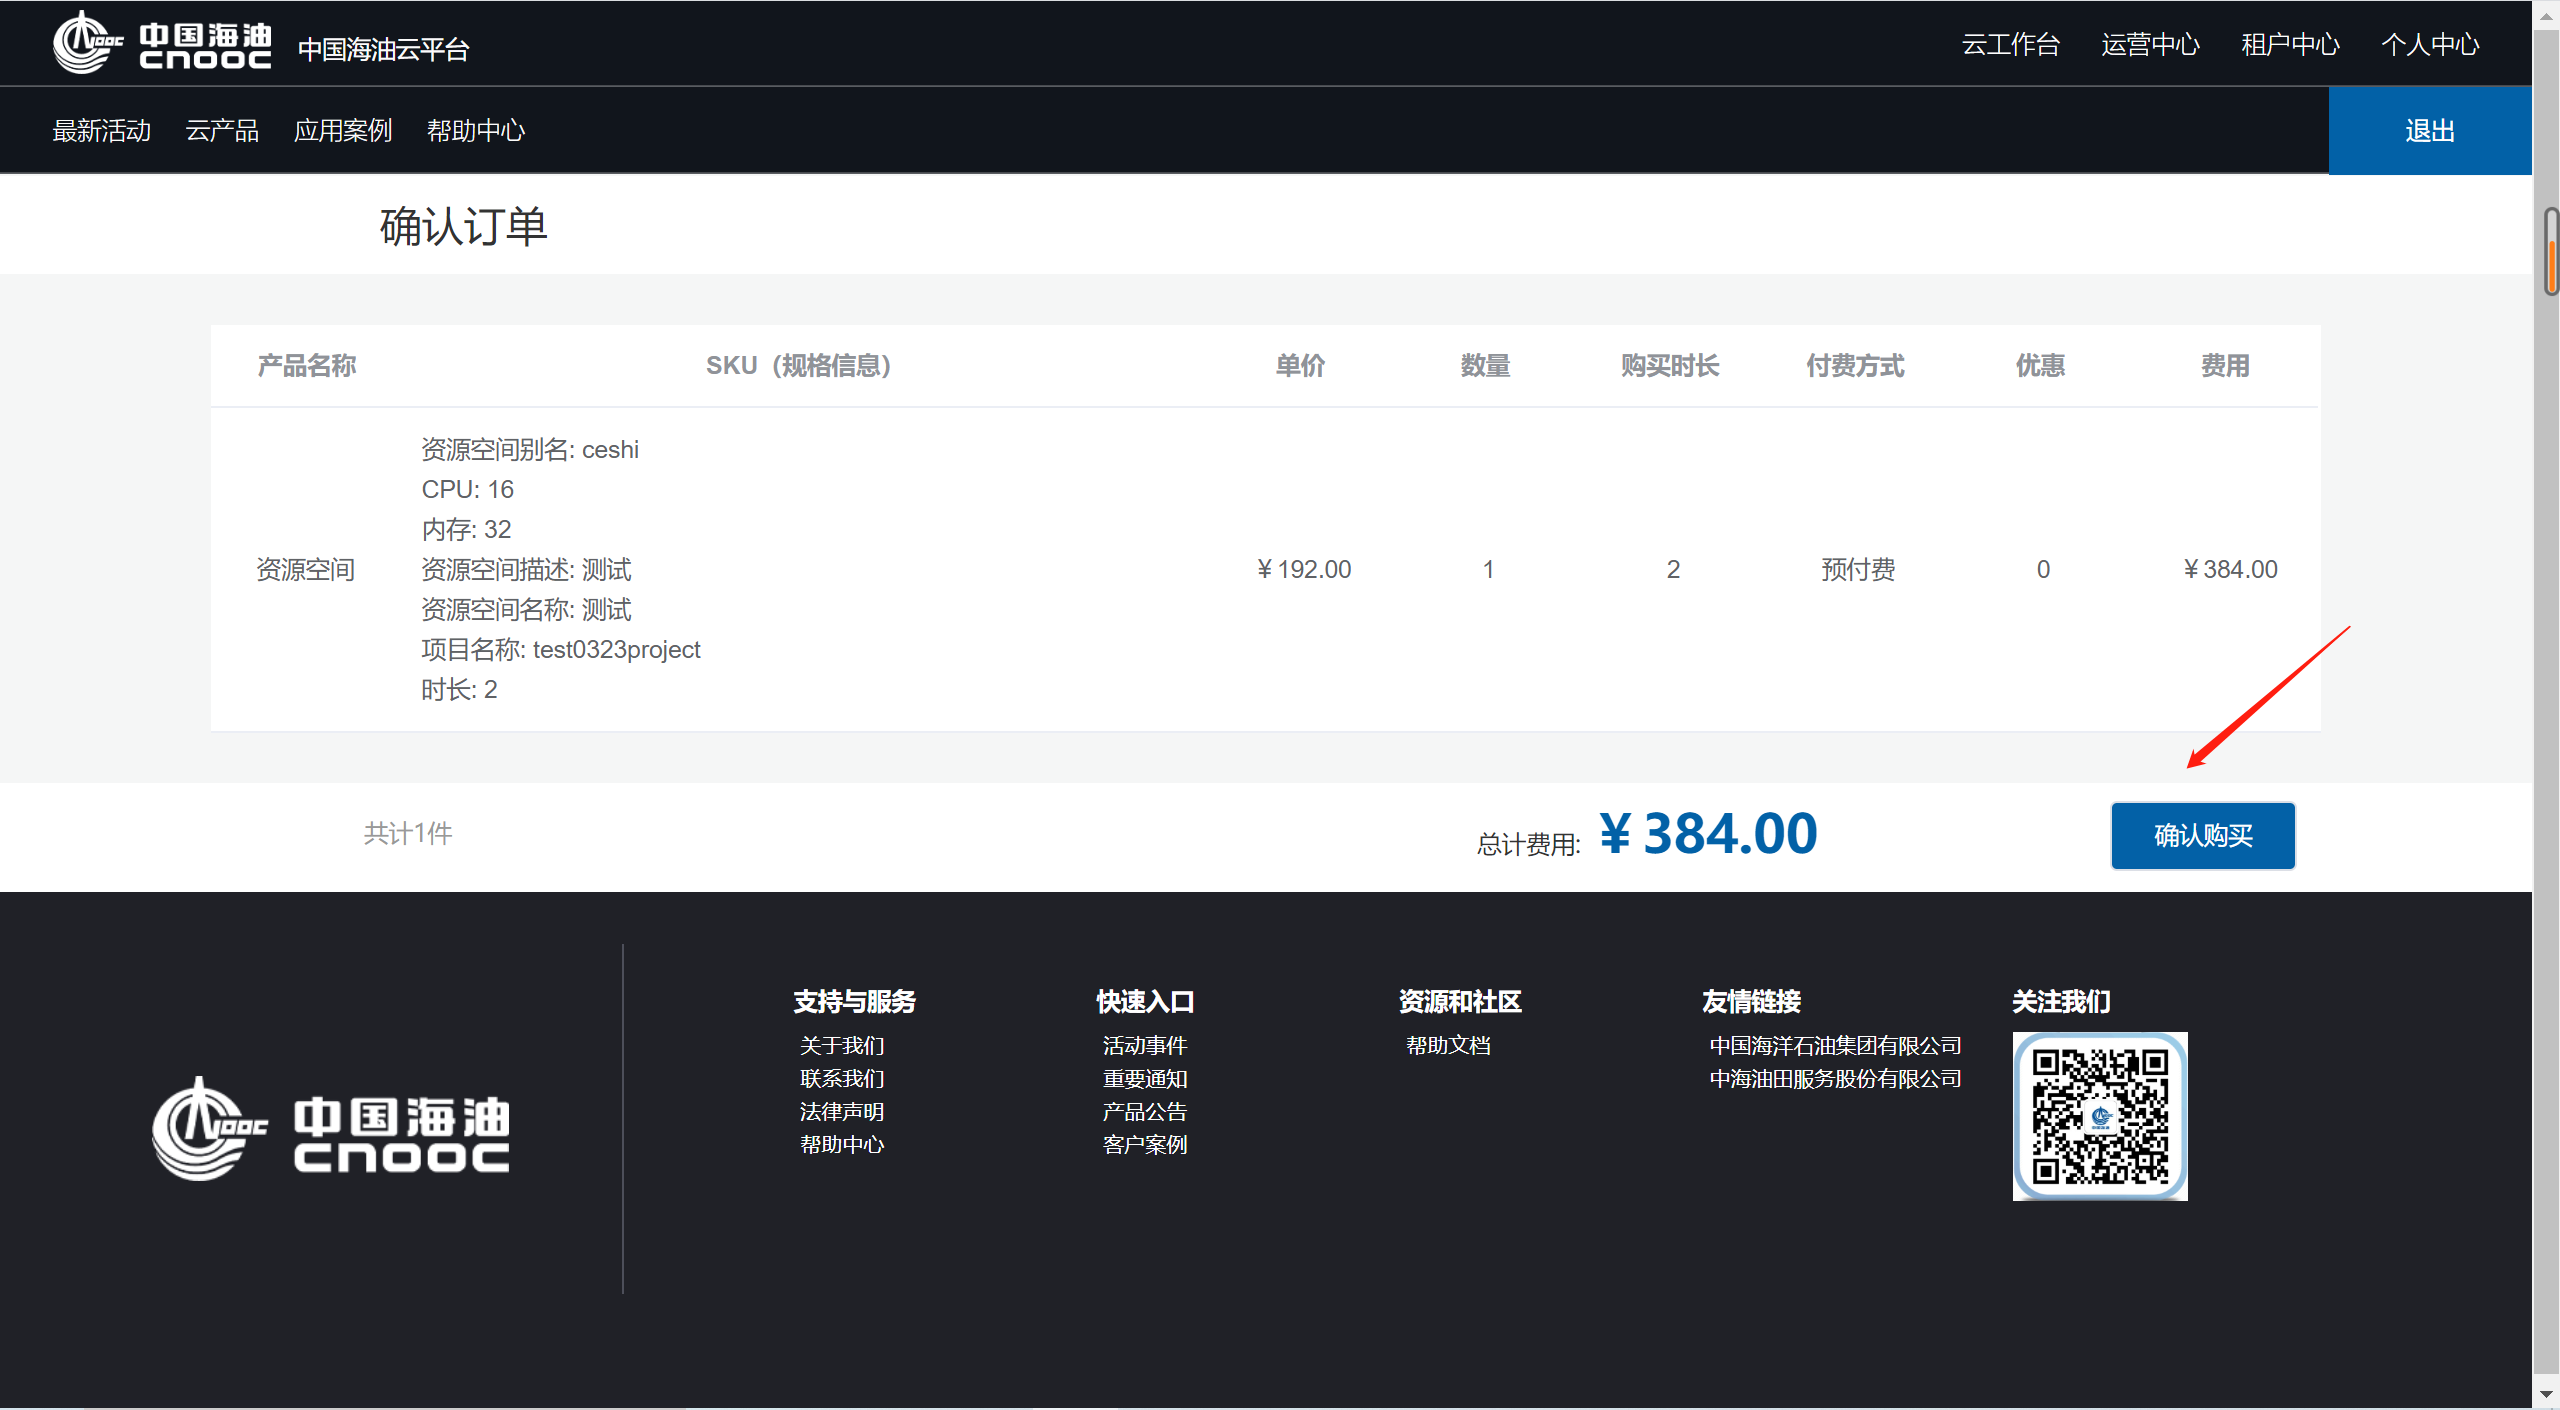 中国海油
CNOOC
中国海油云平台
云工作台 运营中心 租户中心 个人中心
最新活动 云产品 应用案例 帮助中心
退出
确认订单
产品名称 SKU（规格信息） 单价 数量 购买时长 付费方式 优惠 费用
资源空间别名: ceshi
CPU: 16
内存: 32
资源空间 资源空间描述: 测试 ￥192.00 1 2 预付费 0 ￥384.00
资源空间名称: 测试
项目名称: test0323project
时长: 2
共计1件 总计费用: ￥384.00 确认购买
支持与服务 快速入口 资源和社区 友情链接 关注我们
关于我们 活动事件 帮助文档 中国海洋石油集团有限公司
联系我们 重要通知 中海油田服务股份有限公司
法律声明 产品公告
帮助中心 客户案例
中国海油
CNOOC